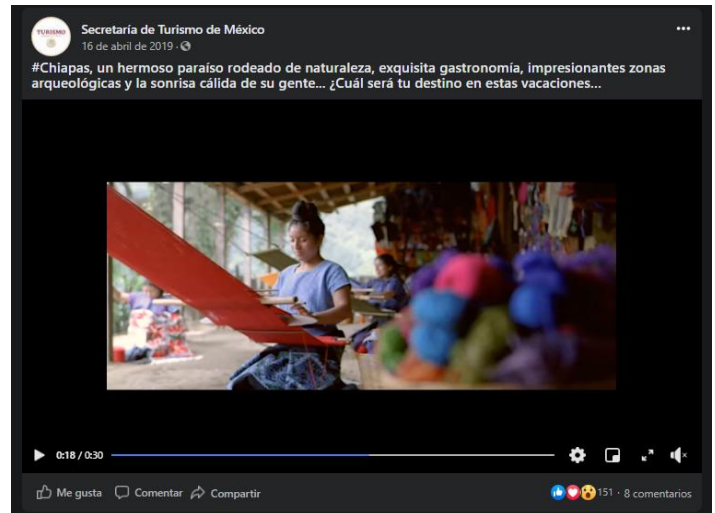 TURISMO
Secretaría de Turismo de México
16 de abril de 2019 ·
#Chiapas, un hermoso paraíso rodeado de naturaleza, exquisita gastronomía, impresionantes zonas
arqueológicas y la sonrisa cálida de su gente... ¿Cuál será tu destino en estas vacaciones...
0:18 / 0:30
Me gusta Comentar Compartir 151 · 8 comentarios